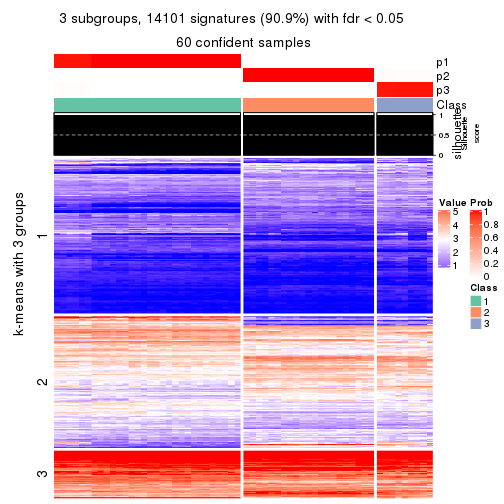 3 subgroups, 14101 signatures (90.9%) with fdr < 0.05
60 confident samples
p1
p2
p3
Class
1
0.5
0
silhouette
Silhouette
score
k-means with 3 groups
1
2
3
Value
5
4
3
2
1
Prob
1
0.8
0.6
0.4
0.2
0
Class
1
2
3